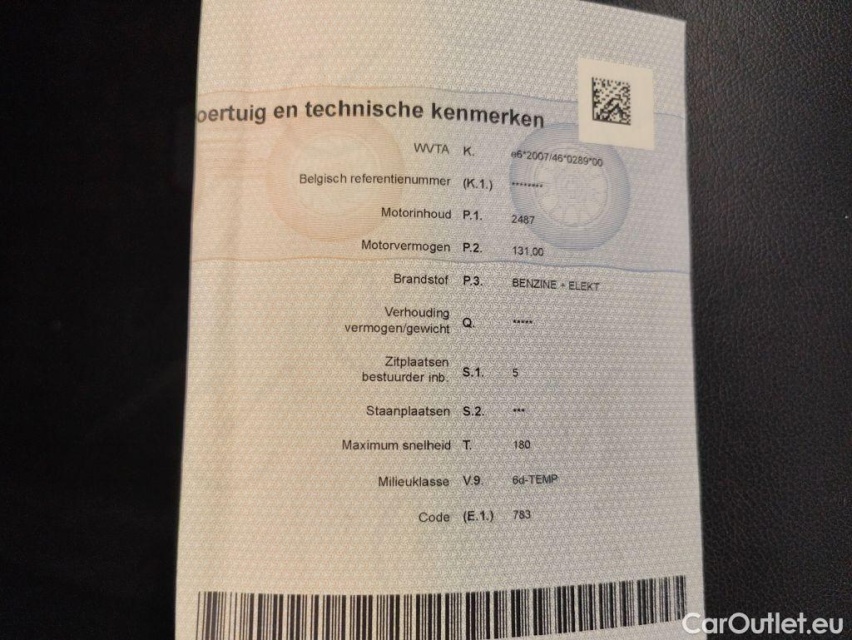 oertuig en technische kenmerken
WVTA K. e6*2007/46*0289*00
Belgisch referentienummer (K.1.) ********
Motorinhoud P.1. 2487
Motorvermogen P.2. 131,00
Brandstof P.3. BENZINE + ELEKT
Verhouding
vermogen/gewicht Q. *****
Zitplaatsen
bestuurder inb. S.1. 5
Staanplaatsen S.2. ***
Maximum snelheid T. 180
Milieuklasse V.9. 6d-TEMP
Code (E.1.) 783
CarOutlet.eu